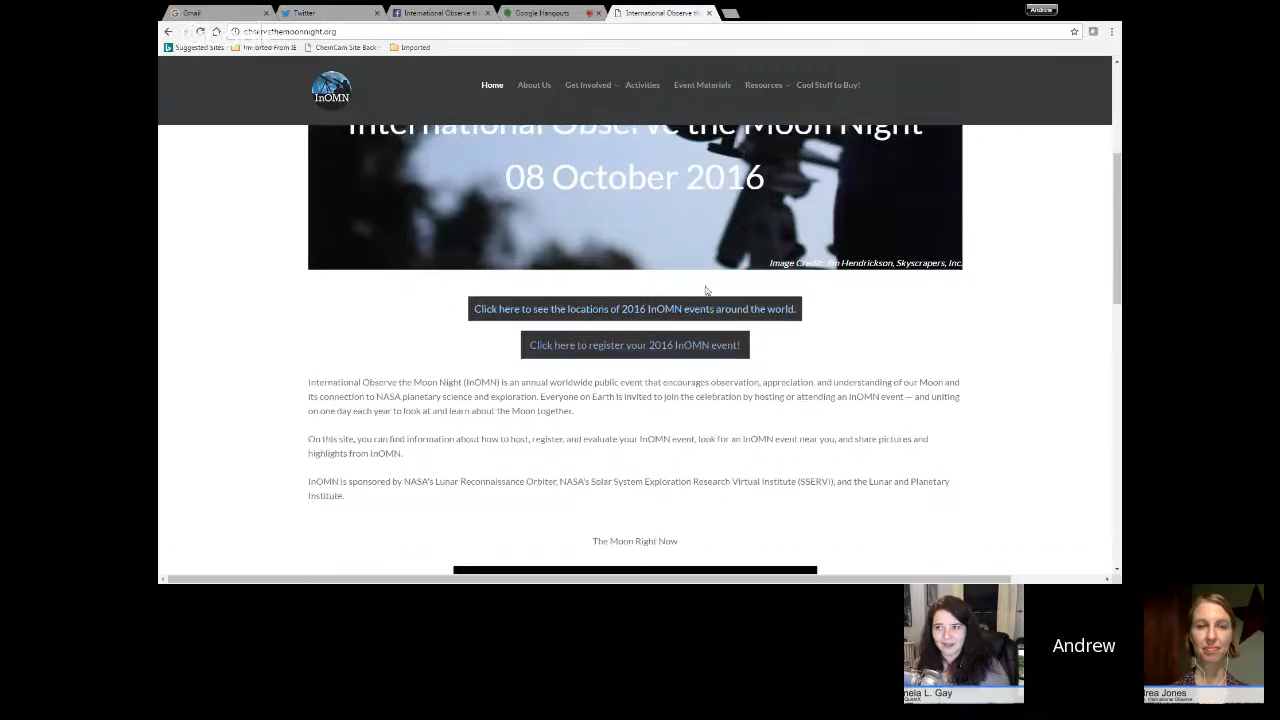 Gmail
Twitter
International Observe the
Google Hangouts
International Observe the
Andrew
observethemoonnight.org
Suggested Sites
Imported From IE
ChemCam Site Back
Imported
InOMN
Home
About Us
Get Involved
Activities
Event Materials
Resources
Cool Stuff to Buy!
International Observe the Moon Night
08 October 2016
Image Credit: Jim Hendrickson, Skyscrapers, Inc.
Click here to see the locations of 2016 InOMN events around the world.
Click here to register your 2016 InOMN event!
International Observe the Moon Night (InOMN) is an annual worldwide public event that encourages observation, appreciation, and understanding of our Moon and
its connection to NASA planetary science and exploration. Everyone on Earth is invited to join the celebration by hosting or attending an InOMN event — and uniting
on one day each year to look at and learn about the Moon together.
On this site, you can find information about how to host, register, and evaluate your InOMN event, look for an InOMN event near you, and share pictures and
highlights from InOMN.
InOMN is sponsored by NASA's Lunar Reconnaissance Orbiter, NASA's Solar System Exploration Research Virtual Institute (SSERVI), and the Lunar and Planetary
Institute.
The Moon Right Now
Andrew
mela L. Gay
rea Jones
International Observe